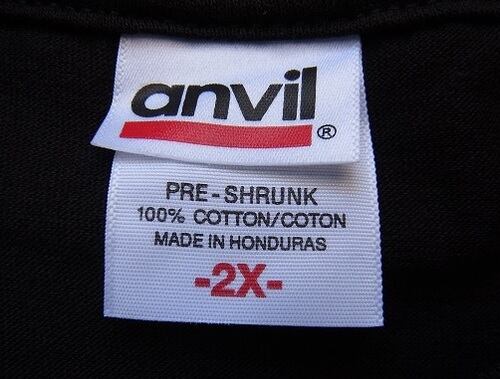 anvil®
PRE-SHRUNK
100% COTTON/COTON
MADE IN HONDURAS
-2X-